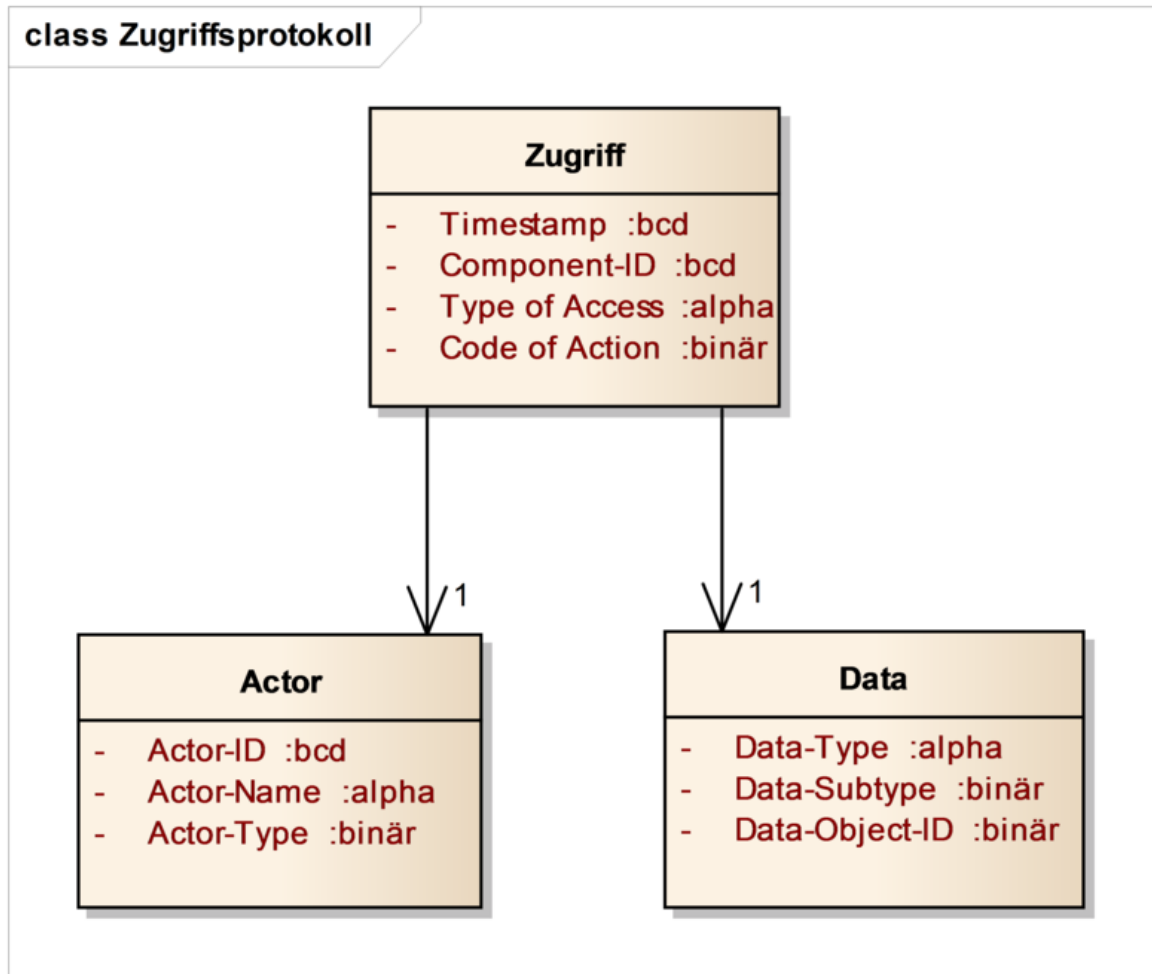 class Zugriffsprotokoll
Zugriff
- Timestamp :bcd
- Component-ID :bcd
- Type of Access :alpha
- Code of Action :binär
1
1
Actor
- Actor-ID :bcd
- Actor-Name :alpha
- Actor-Type :binär
Data
- Data-Type :alpha
- Data-Subtype :binär
- Data-Object-ID :binär